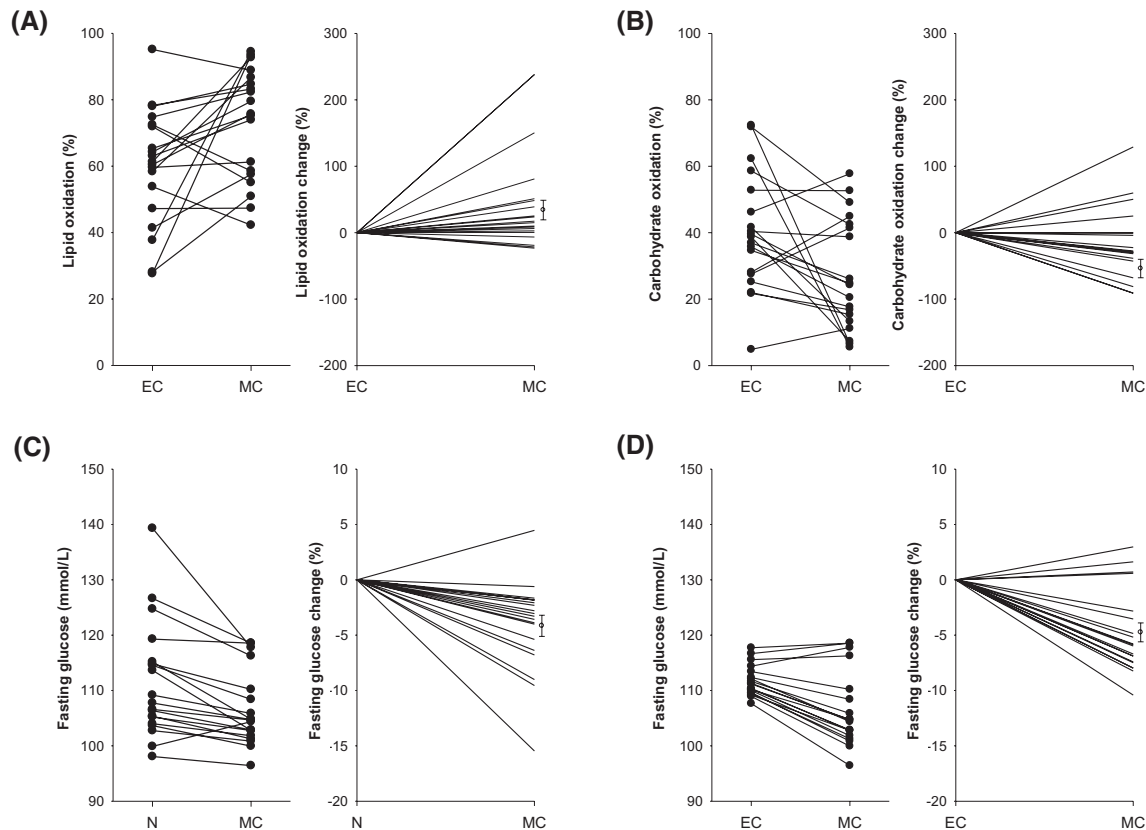 (A)
Lipid oxidation (%)
100
80
60
40
20
0
EC MC
Lipid oxidation change (%)
300
200
100
0
-100
-200
EC MC
(B)
Carbohydrate oxidation (%)
100
80
60
40
20
0
EC MC
Carbohydrate oxidation change (%)
300
200
100
0
-100
-200
EC MC
(C)
Fasting glucose (mmol/L)
150
140
130
120
110
100
90
N MC
Fasting glucose change (%)
10
5
0
-5
-10
-15
-20
N MC
(D)
Fasting glucose (mmol/L)
150
140
130
120
110
100
90
EC MC
Fasting glucose change (%)
10
5
0
-5
-10
-15
-20
EC MC